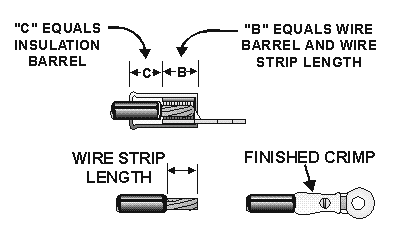 "C" EQUALS
INSULATION
BARREL
"B" EQUALS WIRE
BARREL AND WIRE
STRIP LENGTH
C B
WIRE STRIP
LENGTH
FINISHED CRIMP